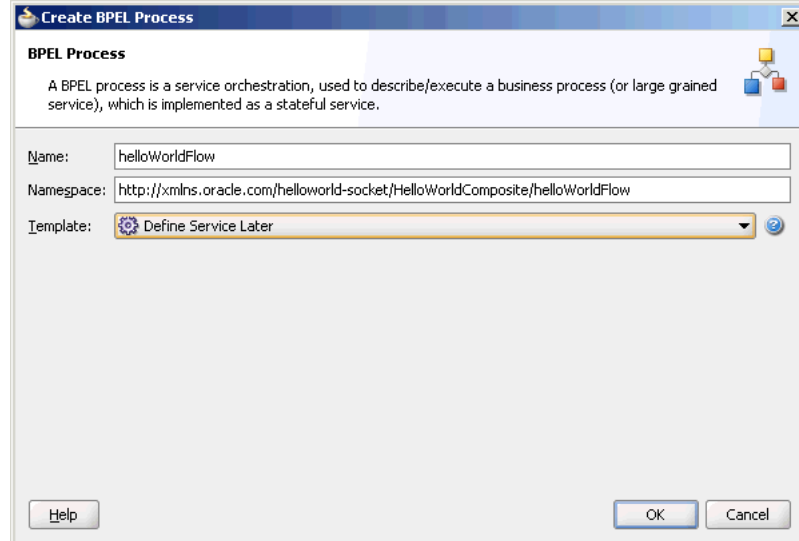 Create BPEL Process
BPEL Process
A BPEL process is a service orchestration, used to describe/execute a business process (or large grained
service), which is implemented as a stateful service.
Name: helloWorldFlow
Namespace: http://xmlns.oracle.com/helloworld-socket/HelloWorldComposite/helloWorldFlow
Template: Define Service Later
Help OK Cancel